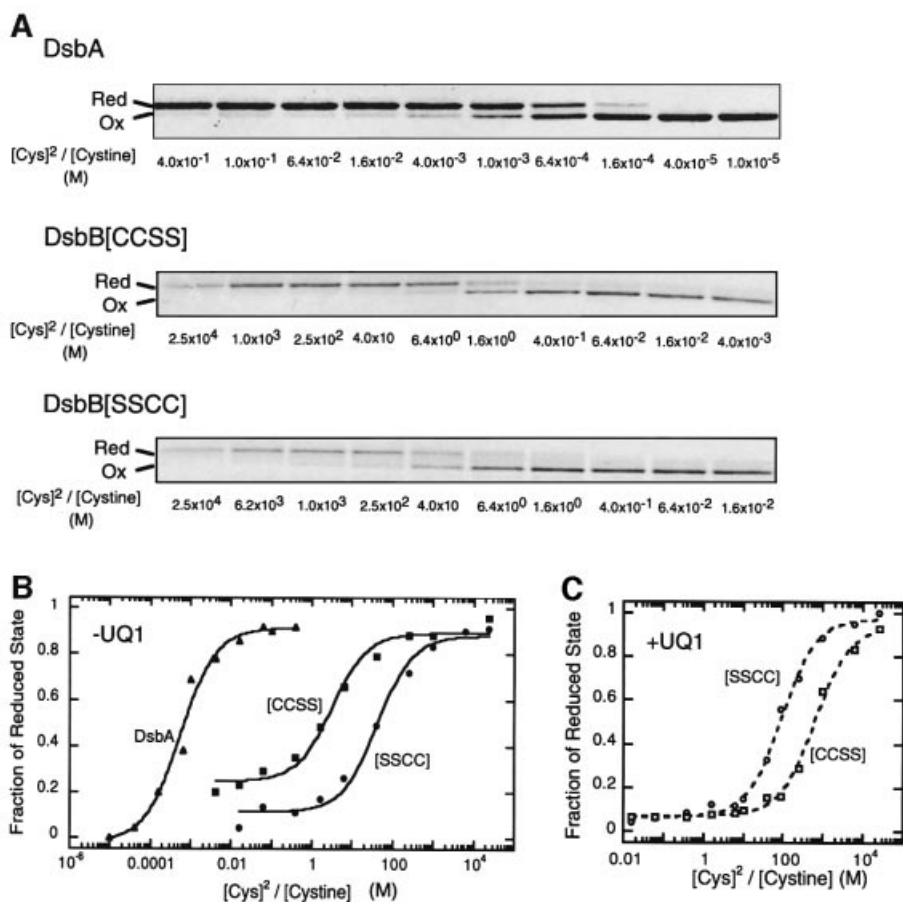 A
DsbA
Red
Ox
[Cys]² / [Cystine]
(M)
4.0x10⁻¹ 1.0x10⁻¹ 6.4x10⁻² 1.6x10⁻² 4.0x10⁻³ 1.0x10⁻³ 6.4x10⁻⁴ 1.6x10⁻⁴ 4.0x10⁻⁵ 1.0x10⁻⁵
DsbB[CCSS]
Red
Ox
[Cys]² / [Cystine]
(M)
2.5x10⁴ 1.0x10³ 2.5x10² 4.0x10 6.4x10⁰ 1.6x10⁰ 4.0x10⁻¹ 6.4x10⁻² 1.6x10⁻² 4.0x10⁻³
DsbB[SSCC]
Red
Ox
[Cys]² / [Cystine]
(M)
2.5x10⁴ 6.2x10³ 1.0x10³ 2.5x10² 4.0x10 6.4x10⁰ 1.6x10⁰ 4.0x10⁻¹ 6.4x10⁻² 1.6x10⁻²
B
-UQ1
Fraction of Reduced State
1
0.8
0.6
0.4
0.2
0
DsbA
[CCSS]
[SSCC]
10⁻⁶ 0.0001 0.01 1 100 10⁴
[Cys]² / [Cystine] (M)
C
+UQ1
Fraction of Reduced State
1.0
0.8
0.6
0.4
0.2
0
[SSCC]
[CCSS]
0.01 1 100 10⁴
[Cys]² / [Cystine] (M)